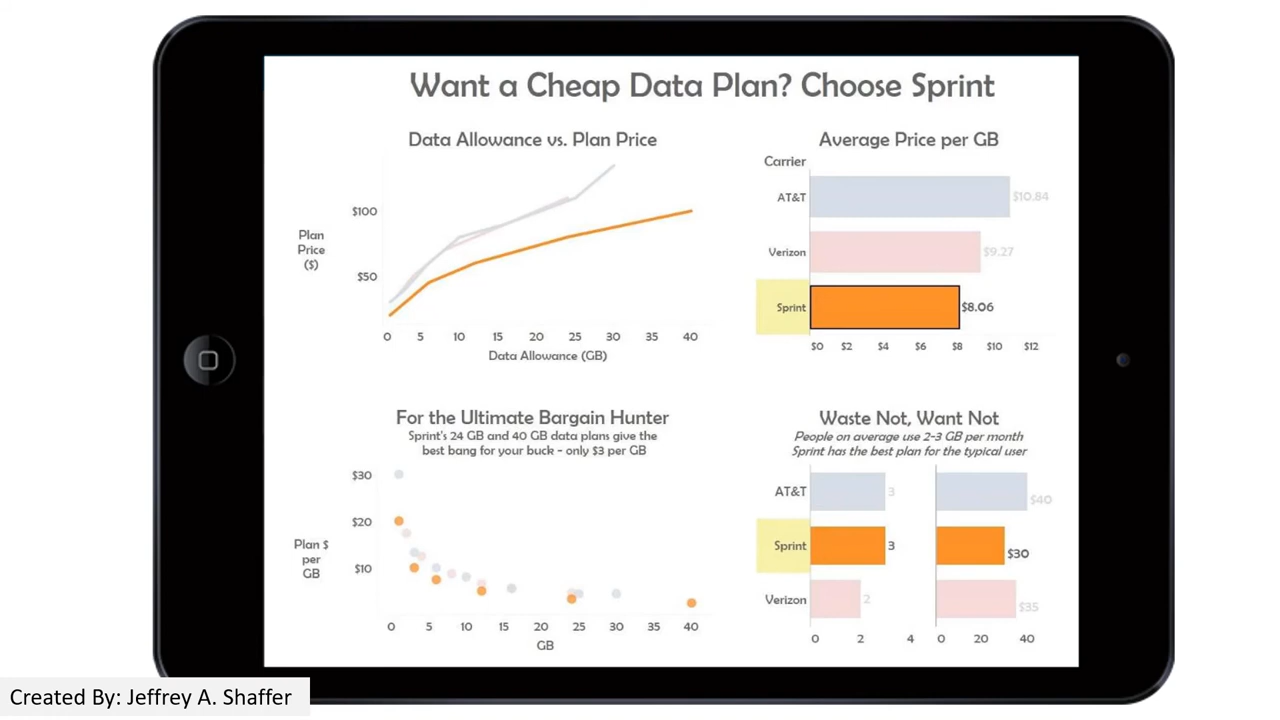 Want a Cheap Data Plan? Choose Sprint
Data Allowance vs. Plan Price
Plan
Price
($)
$100
$50
0 5 10 15 20 25 30 35 40
Data Allowance (GB)
Average Price per GB
Carrier
AT&T $10.84
Verizon $9.27
Sprint $8.06
$0 $2 $4 $6 $8 $10 $12
For the Ultimate Bargain Hunter
Sprint's 24 GB and 40 GB data plans give the
best bang for your buck - only $3 per GB
Plan $
per
GB
$30
$20
$10
0 5 10 15 20 25 30 35 40
GB
Waste Not, Want Not
People on average use 2-3 GB per month
Sprint has the best plan for the typical user
AT&T 3 $40
Sprint 3 $30
Verizon 2 $35
0 2 4 0 20 40
Created By: Jeffrey A. Shaffer